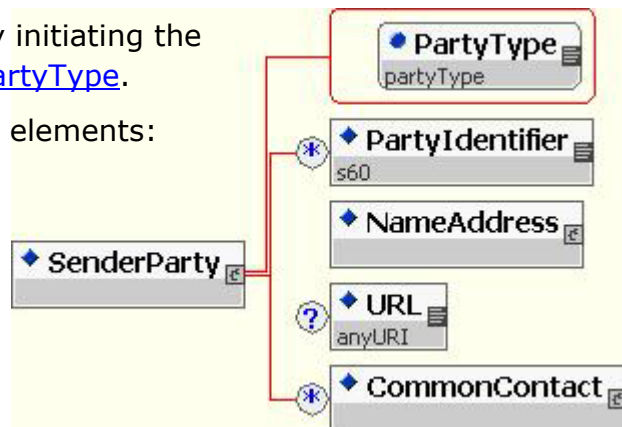 y initiating the
artyType.
elements:
PartyType
partyType
* PartyIdentifier
s60
NameAddress
SenderParty
? URL
anyURI
* CommonContact